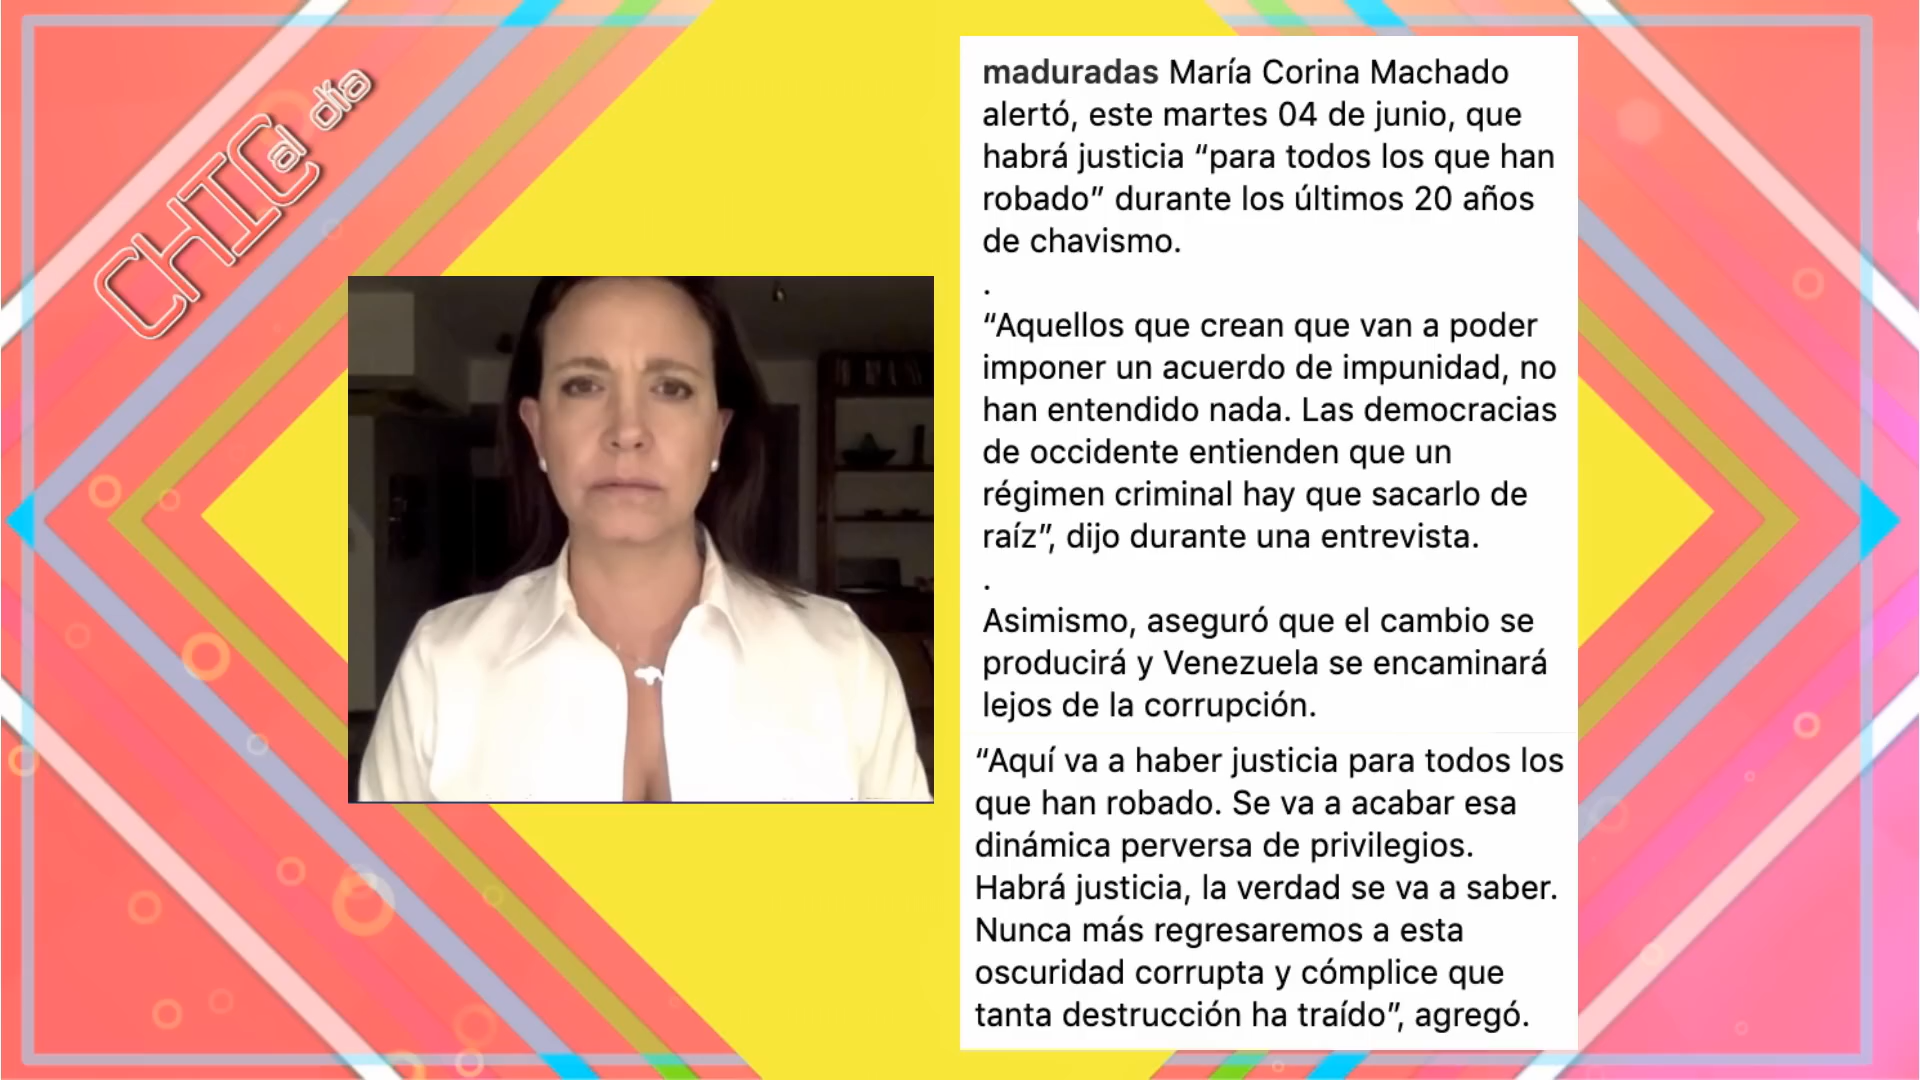 CHIC al día
maduradas María Corina Machado
alertó, este martes 04 de junio, que
habrá justicia “para todos los que han
robado” durante los últimos 20 años
de chavismo.
.
“Aquellos que crean que van a poder
imponer un acuerdo de impunidad, no
han entendido nada. Las democracias
de occidente entienden que un
régimen criminal hay que sacarlo de
raíz”, dijo durante una entrevista.
.
Asimismo, aseguró que el cambio se
producirá y Venezuela se encaminará
lejos de la corrupción.
“Aquí va a haber justicia para todos los
que han robado. Se va a acabar esa
dinámica perversa de privilegios.
Habrá justicia, la verdad se va a saber.
Nunca más regresaremos a esta
oscuridad corrupta y cómplice que
tanta destrucción ha traído”, agregó.